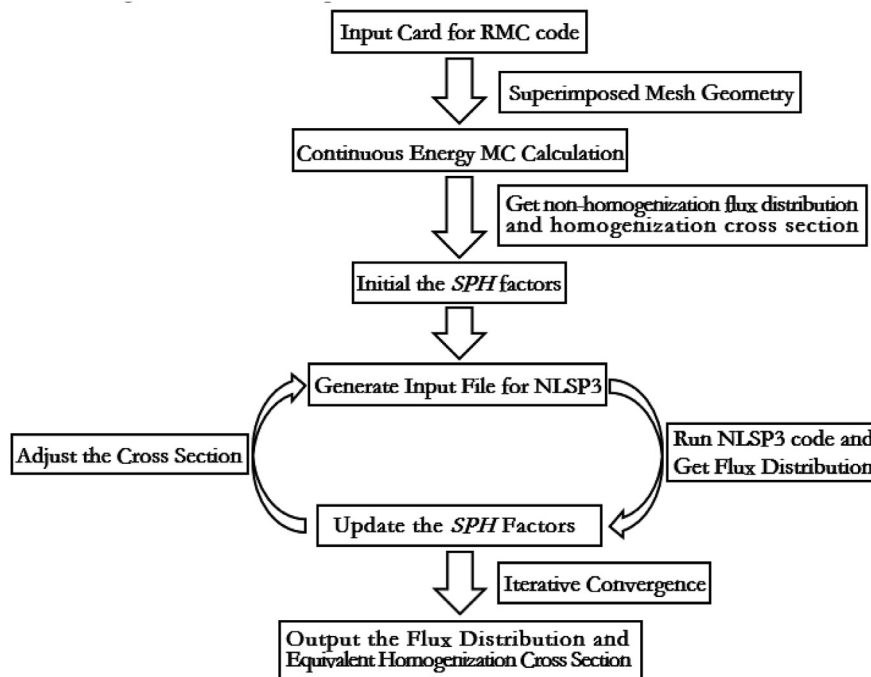 Input Card for RMC code
Superimposed Mesh Geometry
Continuous Energy MC Calculation
Get non-homogenization flux distribution
and homogenization cross section
Initial the SPH factors
Generate Input File for NLSP3
Adjust the Cross Section
Run NLSP3 code and
Get Flux Distribution
Update the SPH Factors
Iterative Convergence
Output the Flux Distribution and
Equivalent Homogenization Cross Section